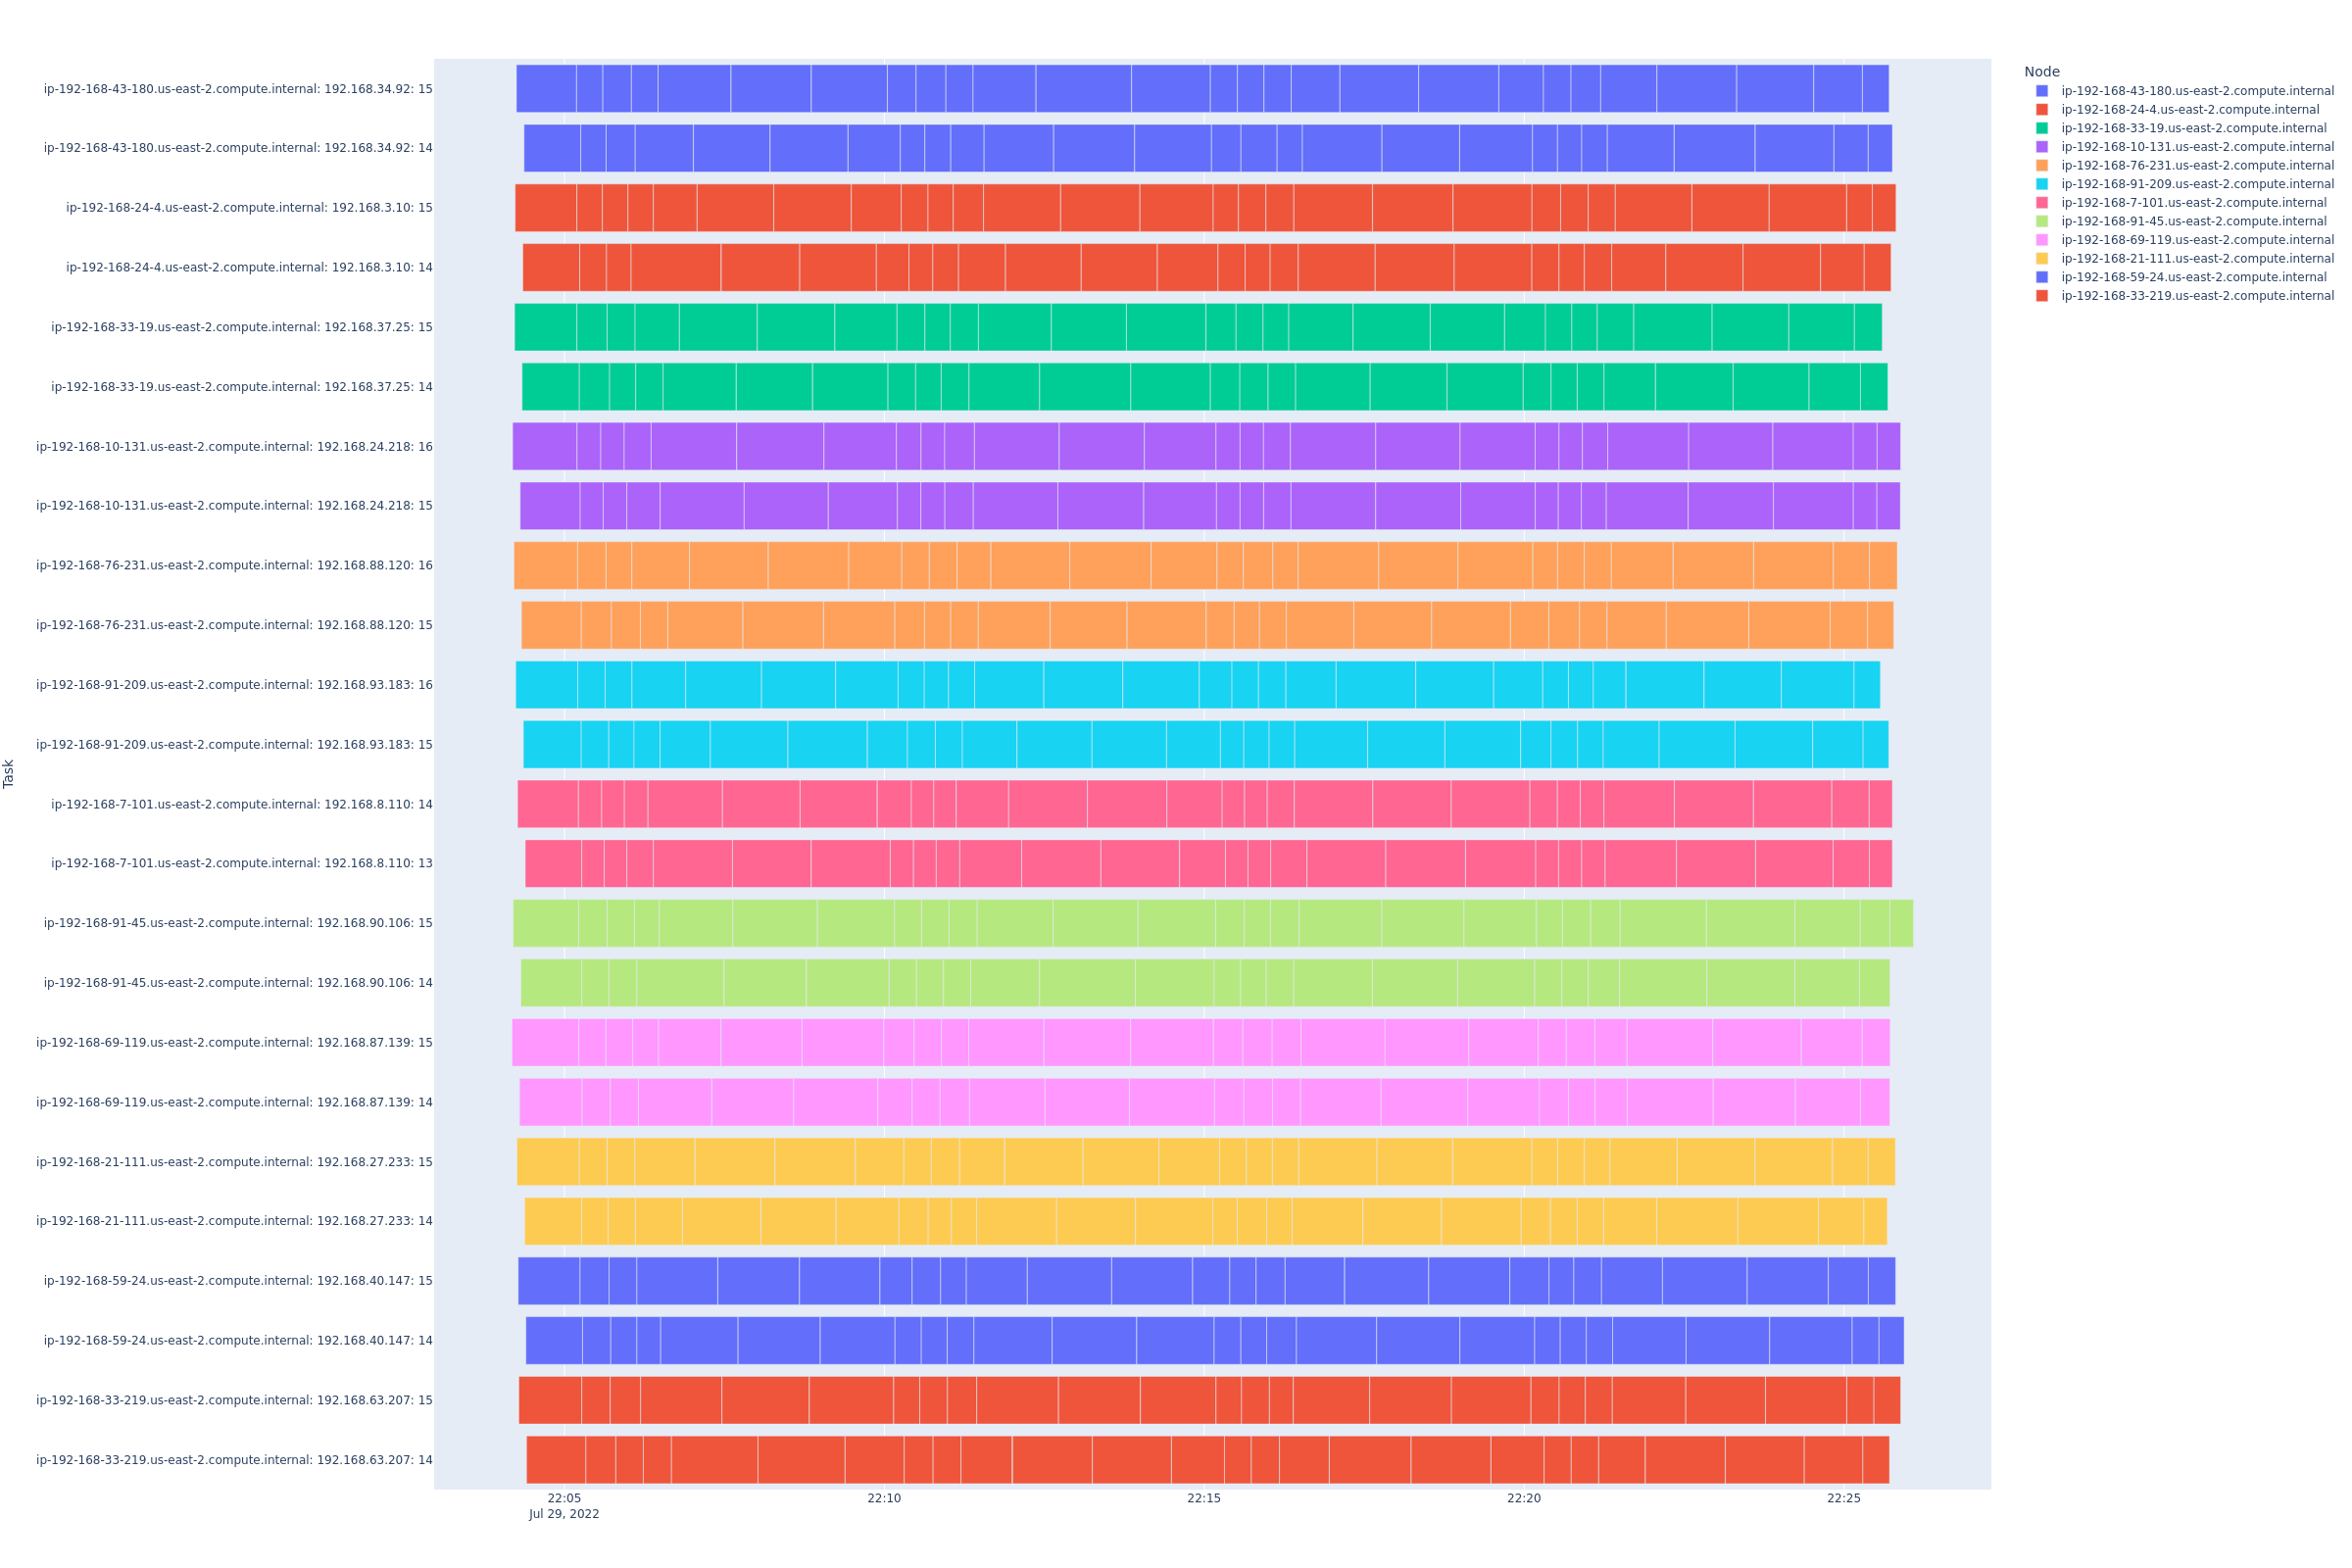 ip-192-168-43-180.us-east-2.compute.internal: 192.168.34.92: 15
ip-192-168-43-180.us-east-2.compute.internal: 192.168.34.92: 14
ip-192-168-24-4.us-east-2.compute.internal: 192.168.3.10: 15
ip-192-168-24-4.us-east-2.compute.internal: 192.168.3.10: 14
ip-192-168-33-19.us-east-2.compute.internal: 192.168.37.25: 15
ip-192-168-33-19.us-east-2.compute.internal: 192.168.37.25: 14
ip-192-168-10-131.us-east-2.compute.internal: 192.168.24.218: 16
ip-192-168-10-131.us-east-2.compute.internal: 192.168.24.218: 15
ip-192-168-76-231.us-east-2.compute.internal: 192.168.88.120: 16
ip-192-168-76-231.us-east-2.compute.internal: 192.168.88.120: 15
ip-192-168-91-209.us-east-2.compute.internal: 192.168.93.183: 16
ip-192-168-91-209.us-east-2.compute.internal: 192.168.93.183: 15
ip-192-168-7-101.us-east-2.compute.internal: 192.168.8.110: 14
ip-192-168-7-101.us-east-2.compute.internal: 192.168.8.110: 13
ip-192-168-91-45.us-east-2.compute.internal: 192.168.90.106: 15
ip-192-168-91-45.us-east-2.compute.internal: 192.168.90.106: 14
ip-192-168-69-119.us-east-2.compute.internal: 192.168.87.139: 15
ip-192-168-69-119.us-east-2.compute.internal: 192.168.87.139: 14
ip-192-168-21-111.us-east-2.compute.internal: 192.168.27.233: 15
ip-192-168-21-111.us-east-2.compute.internal: 192.168.27.233: 14
ip-192-168-59-24.us-east-2.compute.internal: 192.168.40.147: 15
ip-192-168-59-24.us-east-2.compute.internal: 192.168.40.147: 14
ip-192-168-33-219.us-east-2.compute.internal: 192.168.63.207: 15
ip-192-168-33-219.us-east-2.compute.internal: 192.168.63.207: 14
Task
22:05 22:10 22:15 22:20 22:25
Jul 29, 2022
Node
ip-192-168-43-180.us-east-2.compute.internal
ip-192-168-24-4.us-east-2.compute.internal
ip-192-168-33-19.us-east-2.compute.internal
ip-192-168-10-131.us-east-2.compute.internal
ip-192-168-76-231.us-east-2.compute.internal
ip-192-168-91-209.us-east-2.compute.internal
ip-192-168-7-101.us-east-2.compute.internal
ip-192-168-91-45.us-east-2.compute.internal
ip-192-168-69-119.us-east-2.compute.internal
ip-192-168-21-111.us-east-2.compute.internal
ip-192-168-59-24.us-east-2.compute.internal
ip-192-168-33-219.us-east-2.compute.internal